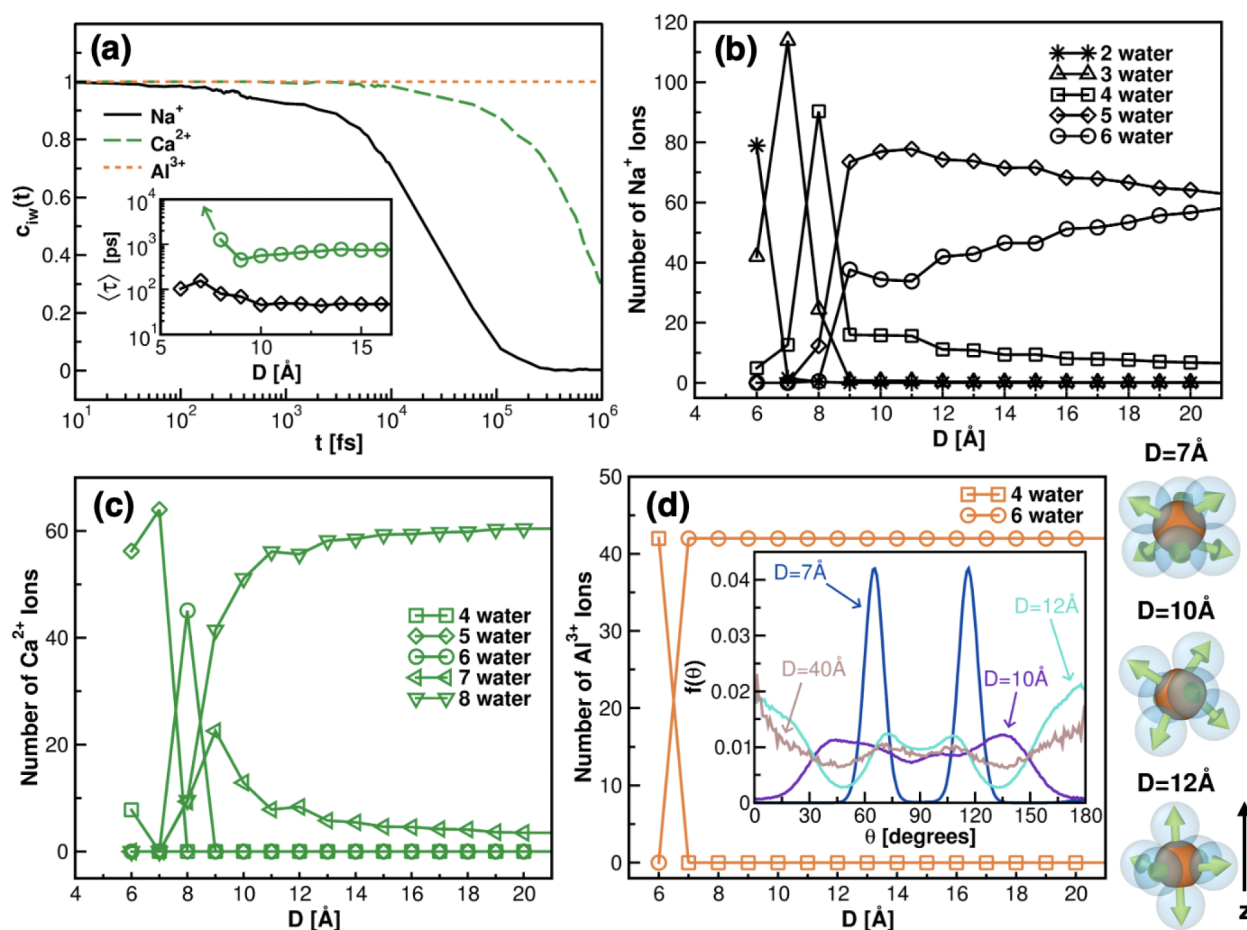 (a)
c_iw(t)
1
0.8
0.6
0.4
0.2
0
Na⁺
Ca²⁺
Al³⁺
⟨τ⟩ [ps]
10⁴
10³
10²
10¹
5 10 15
D [Å]
10¹ 10² 10³ 10⁴ 10⁵ 10⁶
t [fs]
(b)
Number of Na⁺ Ions
120
100
80
60
40
20
0
2 water
3 water
4 water
5 water
6 water
4 6 8 10 12 14 16 18 20
D [Å]
(c)
Number of Ca²⁺ Ions
60
40
20
0
4 water
5 water
6 water
7 water
8 water
4 6 8 10 12 14 16 18 20
D [Å]
(d)
Number of Al³⁺ Ions
50
40
30
20
10
0
4 water
6 water
f(θ)
0.04
0.03
0.02
0.01
0
D=7Å
D=12Å
D=40Å
D=10Å
0 30 60 90 120 150 180
θ [degrees]
6 8 10 12 14 16 18 20
D [Å]
D=7Å
D=10Å
D=12Å
z